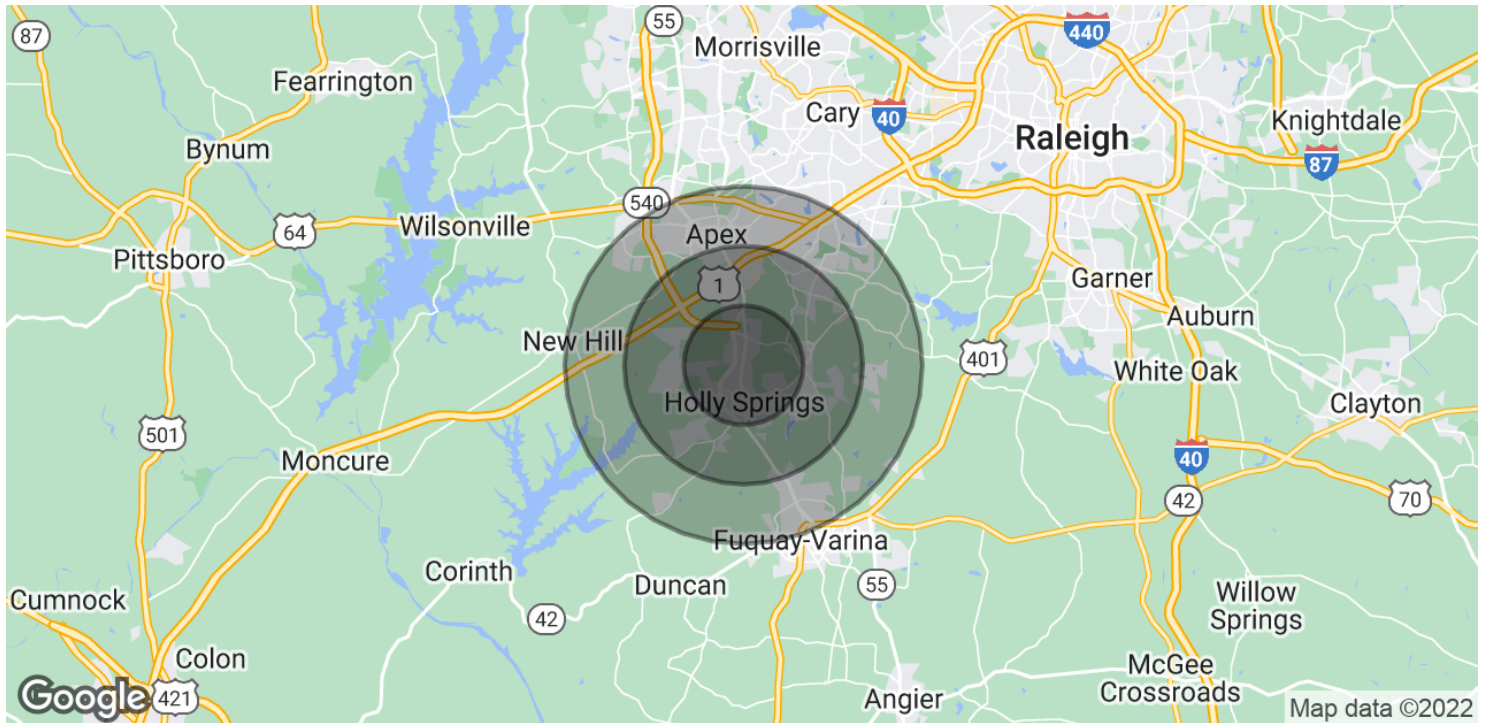 87
55
Morrisville
440
Fearrington
Cary
40
Raleigh
Knightdale
Bynum
87
540
64
Wilsonville
Apex
Pittsboro
1
Garner
Auburn
New Hill
401
White Oak
Holly Springs
Clayton
501
Moncure
40
42
70
Fuquay-Varina
Corinth
Duncan
55
Cumnock
42
Willow
Springs
Colon
McGee
Crossroads
Google
421
Angier
Map data ©2022